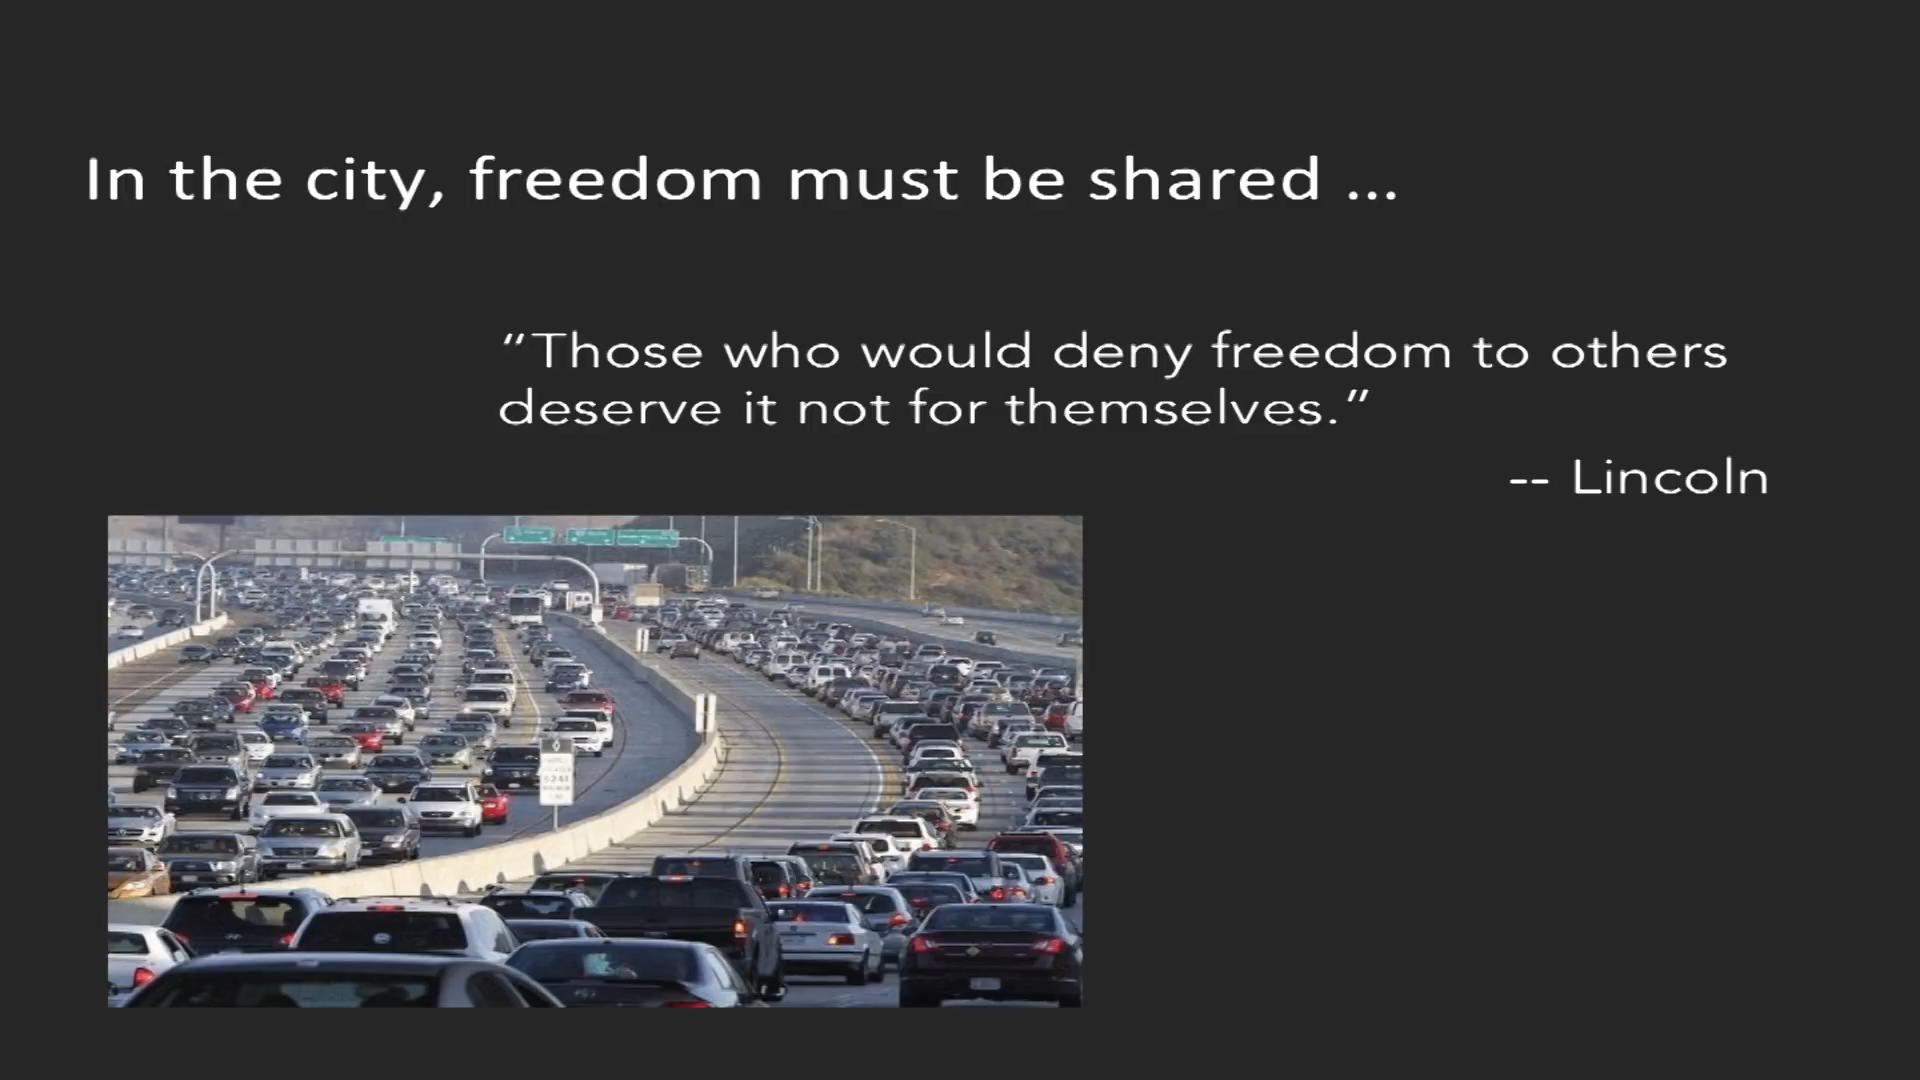 In the city, freedom must be shared ...
“Those who would deny freedom to others
deserve it not for themselves.”
-- Lincoln